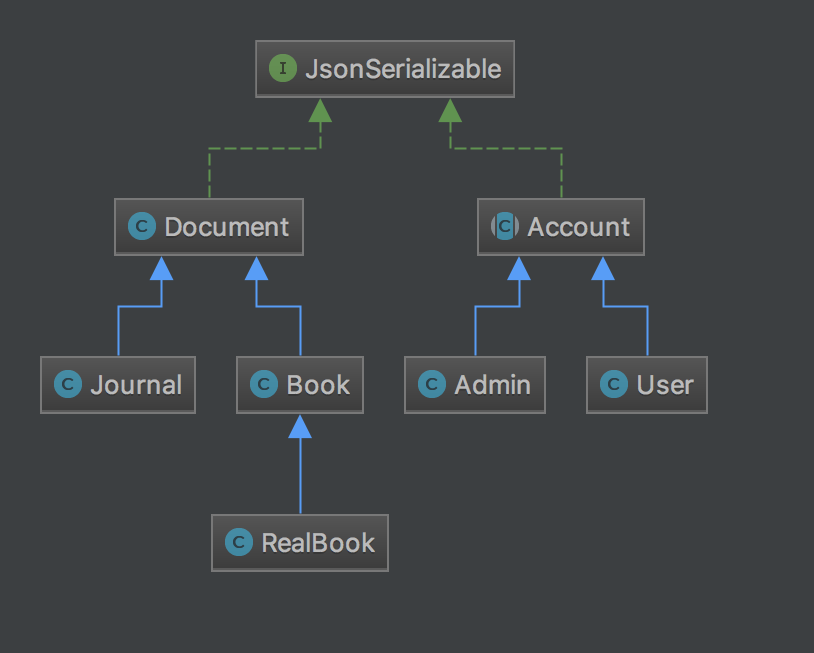 I JsonSerializable
C Document
C Account
C Journal
C Book
C Admin
C User
C RealBook